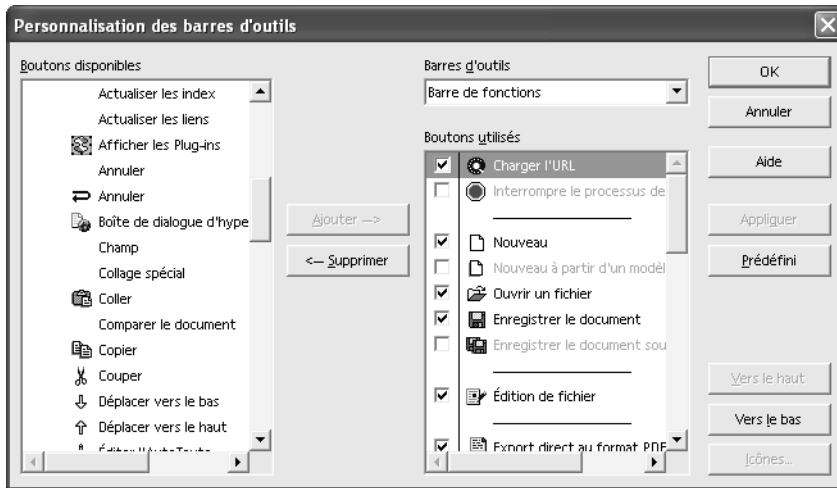 Personnalisation des barres d'outils
Boutons disponibles
Actualiser les index
Actualiser les liens
Afficher les Plug-ins
Annuler
Annuler
Boîte de dialogue d'hype
Champ
Collage spécial
Coller
Comparer le document
Copier
Couper
Déplacer vers le bas
Déplacer vers le haut
Ajouter -->
<-- Supprimer
Barres d'outils
Barre de fonctions
Boutons utilisés
Charger l'URL
Interrompre le processus de
Nouveau
Nouveau à partir d'un modèl
Ouvrir un fichier
Enregistrer le document
Enregistrer le document sou
Édition de fichier
Export direct au format PDF
OK
Annuler
Aide
Appliquer
Prédéfini
Vers le haut
Vers le bas
Icônes...